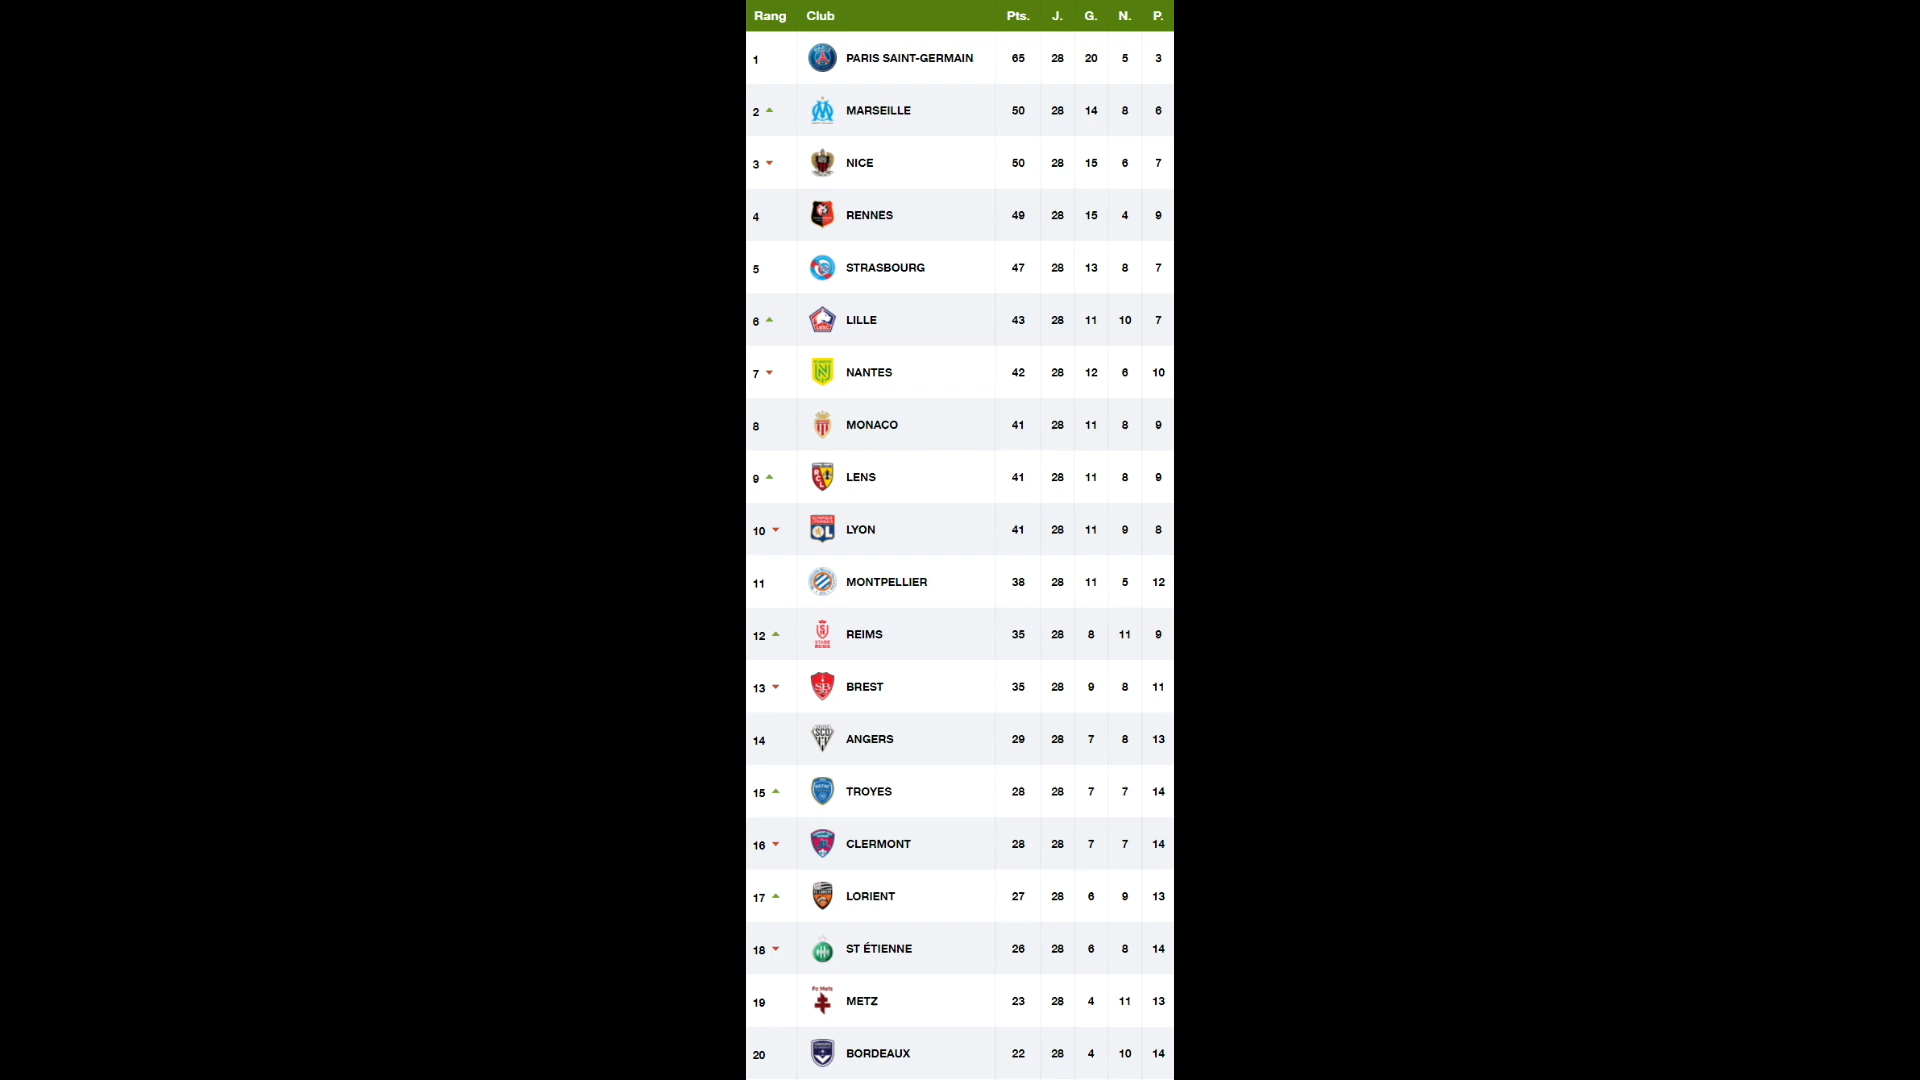 Rang Club Pts. J. G. N. P.
1 PARIS SAINT-GERMAIN 65 28 20 5 3
2 MARSEILLE 50 28 14 8 6
3 NICE 50 28 15 6 7
4 RENNES 49 28 15 4 9
5 STRASBOURG 47 28 13 8 7
6 LILLE 43 28 11 10 7
7 NANTES 42 28 12 6 10
8 MONACO 41 28 11 8 9
9 LENS 41 28 11 8 9
10 LYON 41 28 11 9 8
11 MONTPELLIER 38 28 11 5 12
12 REIMS 35 28 8 11 9
13 BREST 35 28 9 8 11
14 ANGERS 29 28 7 8 13
15 TROYES 28 28 7 7 14
16 CLERMONT 28 28 7 7 14
17 LORIENT 27 28 6 9 13
18 ST ÉTIENNE 26 28 6 8 14
19 METZ 23 28 4 11 13
20 BORDEAUX 22 28 4 10 14